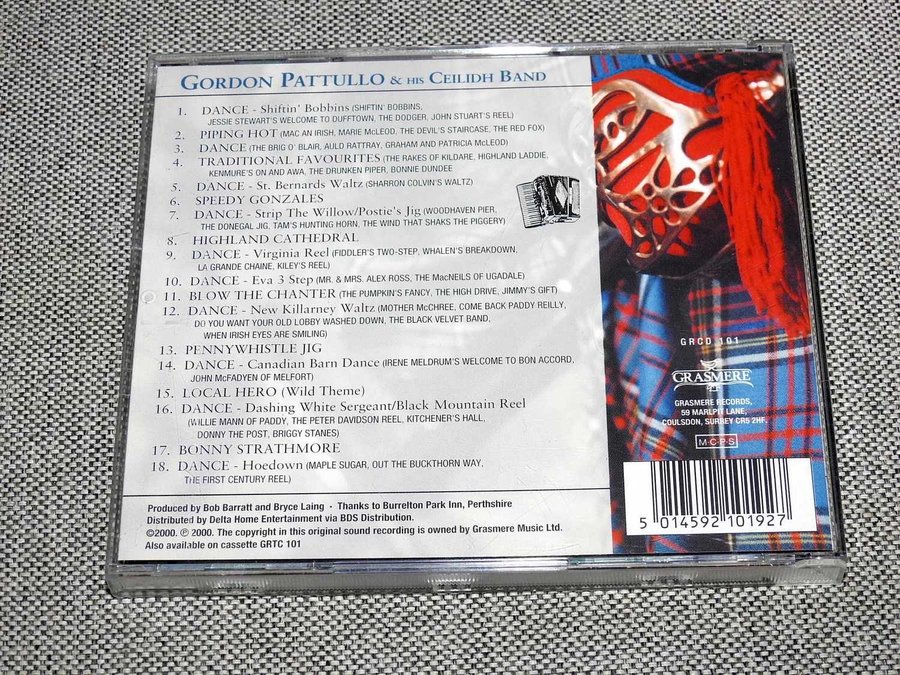 GORDON PATTULLO & HIS CEILIDH BAND
1. DANCE - Shiftin' Bobbins (SHIFTIN' BOBBINS,
JESSIE STEWART'S WELCOME TO DUFFTOWN, THE DODGER, JOHN STUART'S REEL)
2. PIPING HOT (MAC AN IRISH, MARIE McLEOD, THE DEVIL'S STAIRCASE, THE RED FOX)
3. DANCE (THE BRIG O' BLAIR, AULD RATTRAY, GRAHAM AND PATRICIA McLEOD)
4. TRADITIONAL FAVOURITES (THE RAKES OF KILDARE, HIGHLAND LADDIE,
KENMURE'S ON AND AWA, THE DRUNKEN PIPER, BONNIE DUNDEE
5. DANCE - St. Bernards Waltz (SHARRON COLVIN'S WALTZ)
6. SPEEDY GONZALES
7. DANCE - Strip The Willow/Postie's Jig (WOODHAVEN PIER,
THE DONEGAL JIG, TAM'S HUNTING HORN, THE WIND THAT SHAKS THE PIGGERY)
8. HIGHLAND CATHEDRAL
9. DANCE - Virginia Reel (FIDDLER'S TWO-STEP, WHALEN'S BREAKDOWN,
LA GRANDE CHAINE, KILEY'S REEL)
10. DANCE - Eva 3 Step (MR. & MRS. ALEX ROSS, THE MacNEILS OF UGADALE)
11. BLOW THE CHANTER (THE PUMPKIN'S FANCY, THE HIGH DRIVE, JIMMY'S GIFT)
12. DANCE - New Killarney Waltz (MOTHER McCHREE, COME BACK PADDY REILLY,
DO YOU WANT YOUR OLD LOBBY WASHED DOWN, THE BLACK VELVET BAND,
WHEN IRISH EYES ARE SMILING)
13. PENNYWHISTLE JIG
14. DANCE - Canadian Barn Dance (IRENE MELDRUM'S WELCOME TO BON ACCORD,
JOHN McFADYEN OF MELFORT)
15. LOCAL HERO (Wild Theme)
16. DANCE - Dashing White Sergeant/Black Mountain Reel
(WILLIE MANN OF PADDY, THE PETER DAVIDSON REEL, KITCHENER'S HALL,
DONNY THE POST, BRIGGY STANES)
17. BONNY STRATHMORE
18. DANCE - Hoedown (MAPLE SUGAR, OUT THE BUCKTHORN WAY,
THE FIRST CENTURY REEL)
Produced by Bob Barratt and Bryce Laing · Thanks to Burrelton Park Inn, Perthshire
Distributed by Delta Home Entertainment via BDS Distribution.
©2000. ℗ 2000. The copyright in this original sound recording is owned by Grasmere Music Ltd.
Also available on cassette GRTC 101
GRCD 101
GRASMERE
GRASMERE RECORDS,
59 MARLPIT LANE,
COULSDON, SURREY CR5 2HF.
M·C·P·S
5 014592 101927